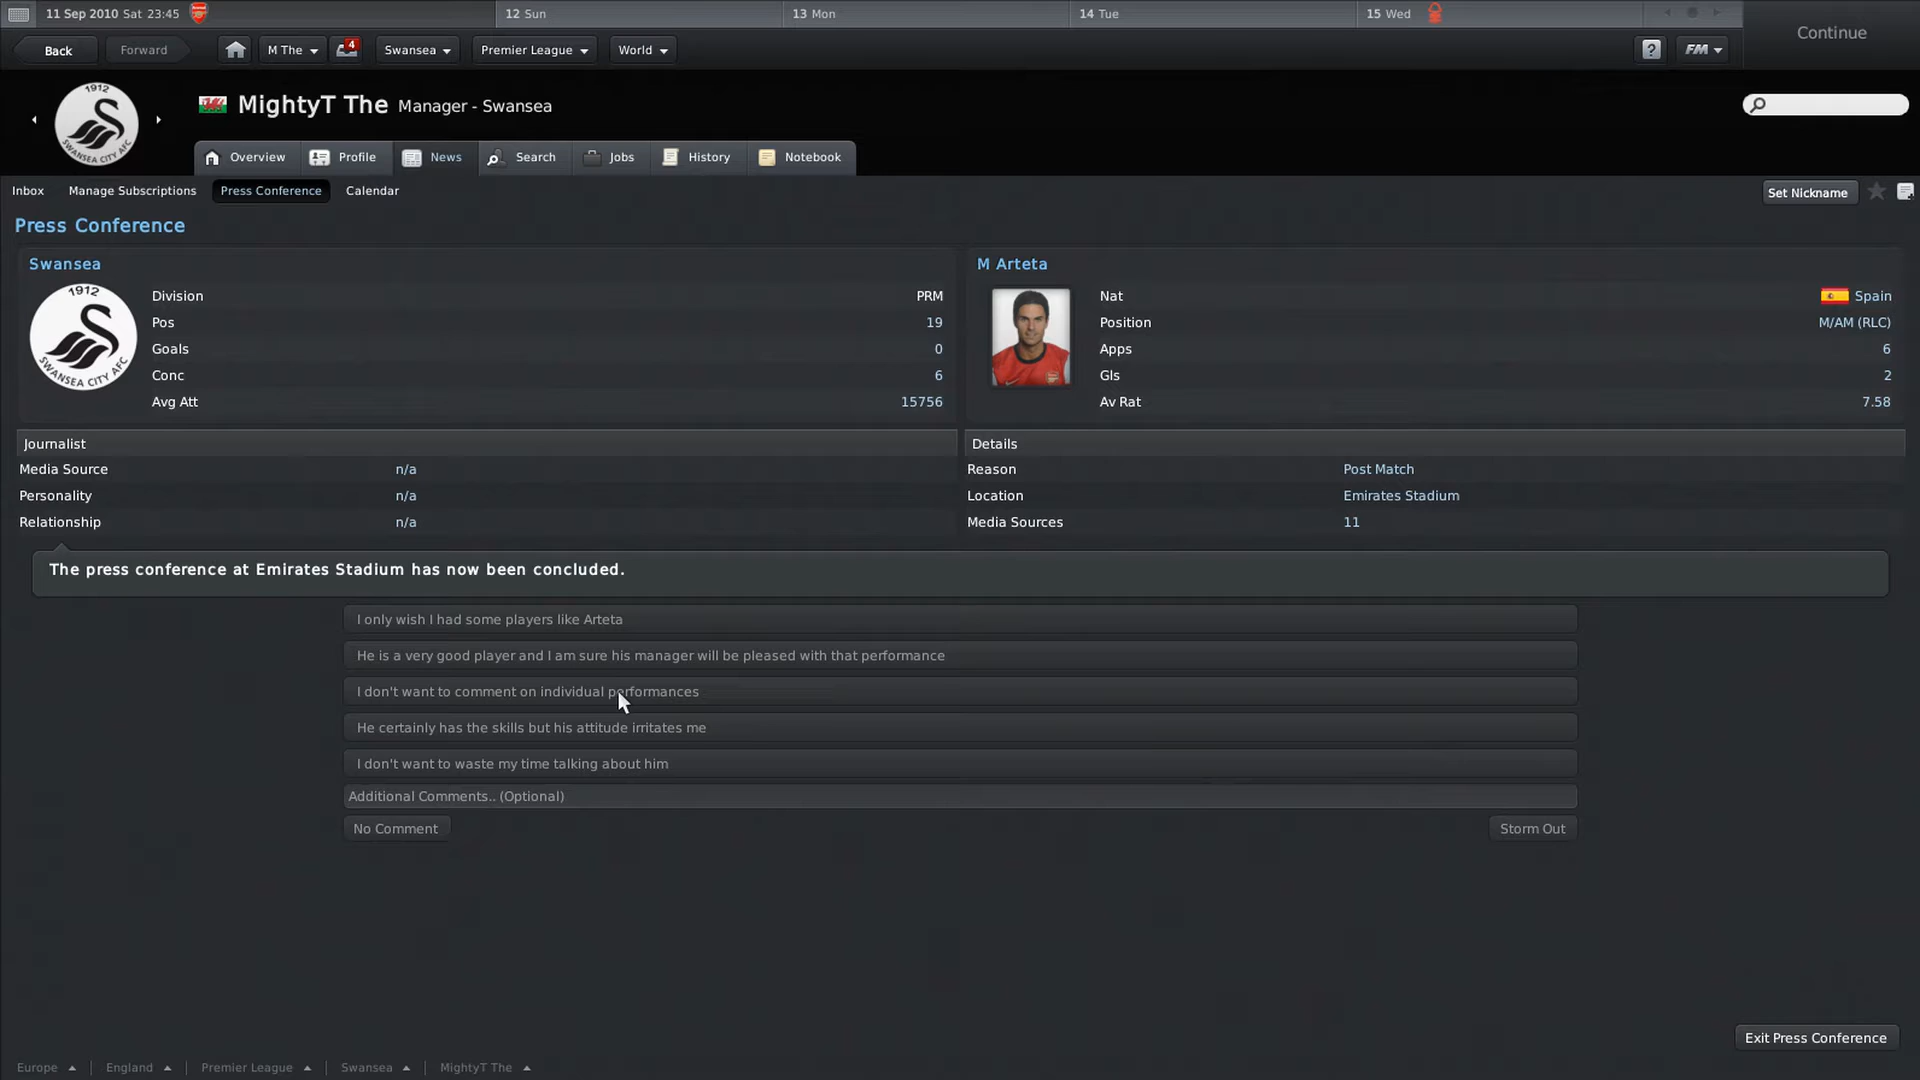 11 Sep 2010 Sat 23:45
12 Sun
13 Mon
14 Tue
15 Wed
Continue
Back
Forward
M The
4
Swansea
Premier League
World
?
FM
1912
SWANSEA CITY AFC
MightyT The Manager - Swansea
Overview
Profile
News
Search
Jobs
History
Notebook
Inbox
Manage Subscriptions
Press Conference
Calendar
Set Nickname
Press Conference
Swansea
1912
SWANSEA CITY AFC
Division PRM
Pos 19
Goals 0
Conc 6
Avg Att 15756
M Arteta
Nat Spain
Position M/AM (RLC)
Apps 6
Gls 2
Av Rat 7.58
Journalist
Media Source n/a
Personality n/a
Relationship n/a
Details
Reason Post Match
Location Emirates Stadium
Media Sources 11
The press conference at Emirates Stadium has now been concluded.
I only wish I had some players like Arteta
He is a very good player and I am sure his manager will be pleased with that performance
I don't want to comment on individual performances
He certainly has the skills but his attitude irritates me
I don't want to waste my time talking about him
Additional Comments.. (Optional)
No Comment
Storm Out
Exit Press Conference
Europe
England
Premier League
Swansea
MightyT The